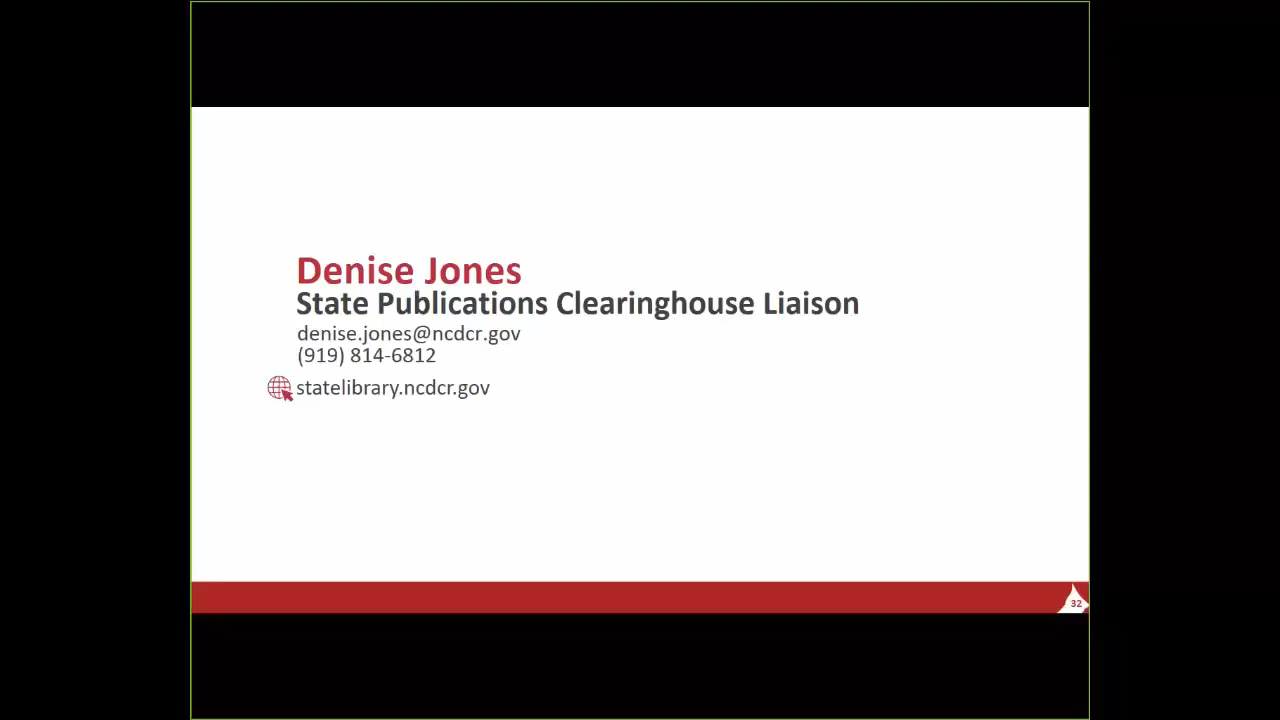 Denise Jones
State Publications Clearinghouse Liaison
denise.jones@ncdcr.gov
(919) 814-6812
statelibrary.ncdcr.gov
32